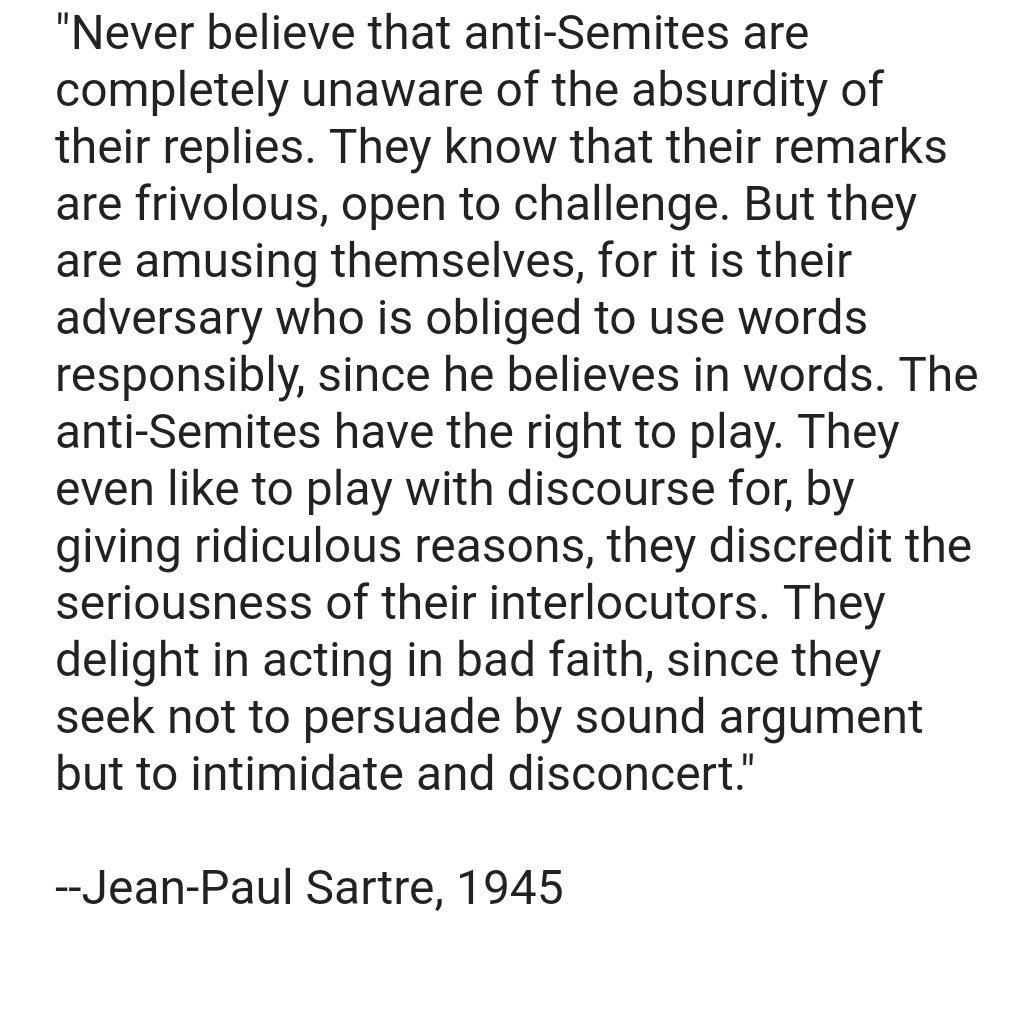 "Never believe that anti-Semites are
completely unaware of the absurdity of
their replies. They know that their remarks
are frivolous, open to challenge. But they
are amusing themselves, for it is their
adversary who is obliged to use words
responsibly, since he believes in words. The
anti-Semites have the right to play. They
even like to play with discourse for, by
giving ridiculous reasons, they discredit the
seriousness of their interlocutors. They
delight in acting in bad faith, since they
seek not to persuade by sound argument
but to intimidate and disconcert."
--Jean-Paul Sartre, 1945